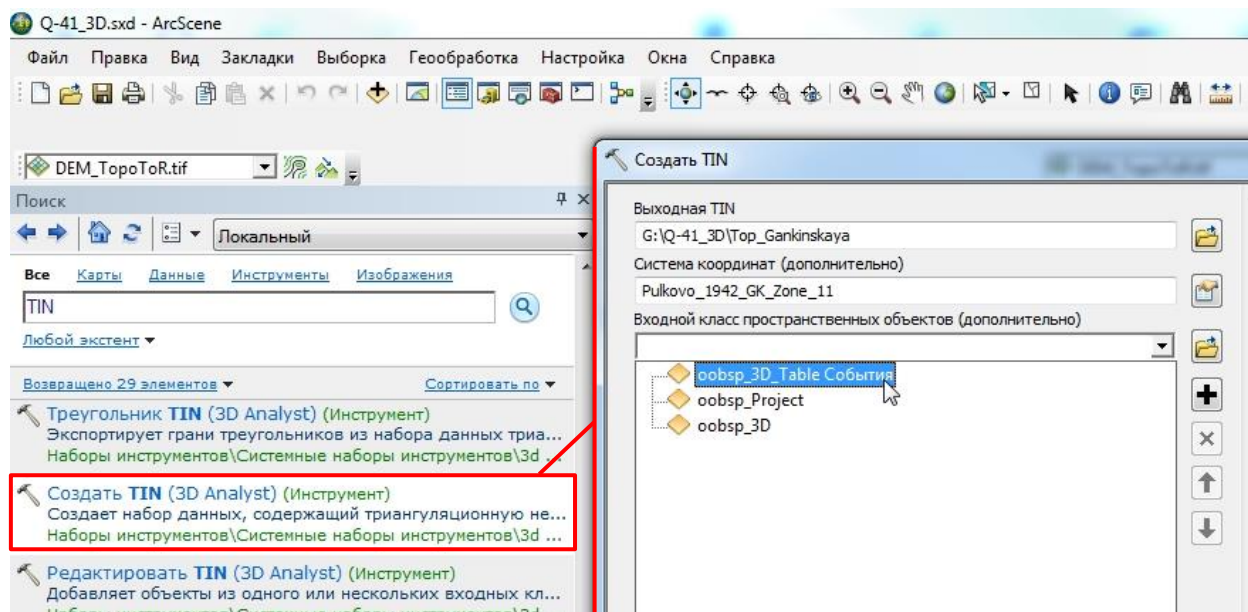 Q-41_3D.sxd - ArcScene
Файл Правка Вид Закладки Выборка Геообработка Настройка Окна Справка
DEM_TopoToR.tif
Поиск
Локальный
Все Карты Данные Инструменты Изображения
TIN
Любой экстент
Возвращено 29 элементов Сортировать по
Треугольник TIN (3D Analyst) (Инструмент)
Экспортирует грани треугольников из набора данных триа...
Наборы инструментов\Системные наборы инструментов\3d ...
Создать TIN (3D Analyst) (Инструмент)
Создает набор данных, содержащий триангуляционную не...
Наборы инструментов\Системные наборы инструментов\3d ...
Редактировать TIN (3D Analyst) (Инструмент)
Добавляет объекты из одного или нескольких входных кл...
Создать TIN
Выходная TIN
G:\Q-41_3D\Top_Gankinskaya
Система координат (дополнительно)
Pulkovo_1942_GK_Zone_11
Входной класс пространственных объектов (дополнительно)
oobsp_3D_Table События
oobsp_Project
oobsp_3D